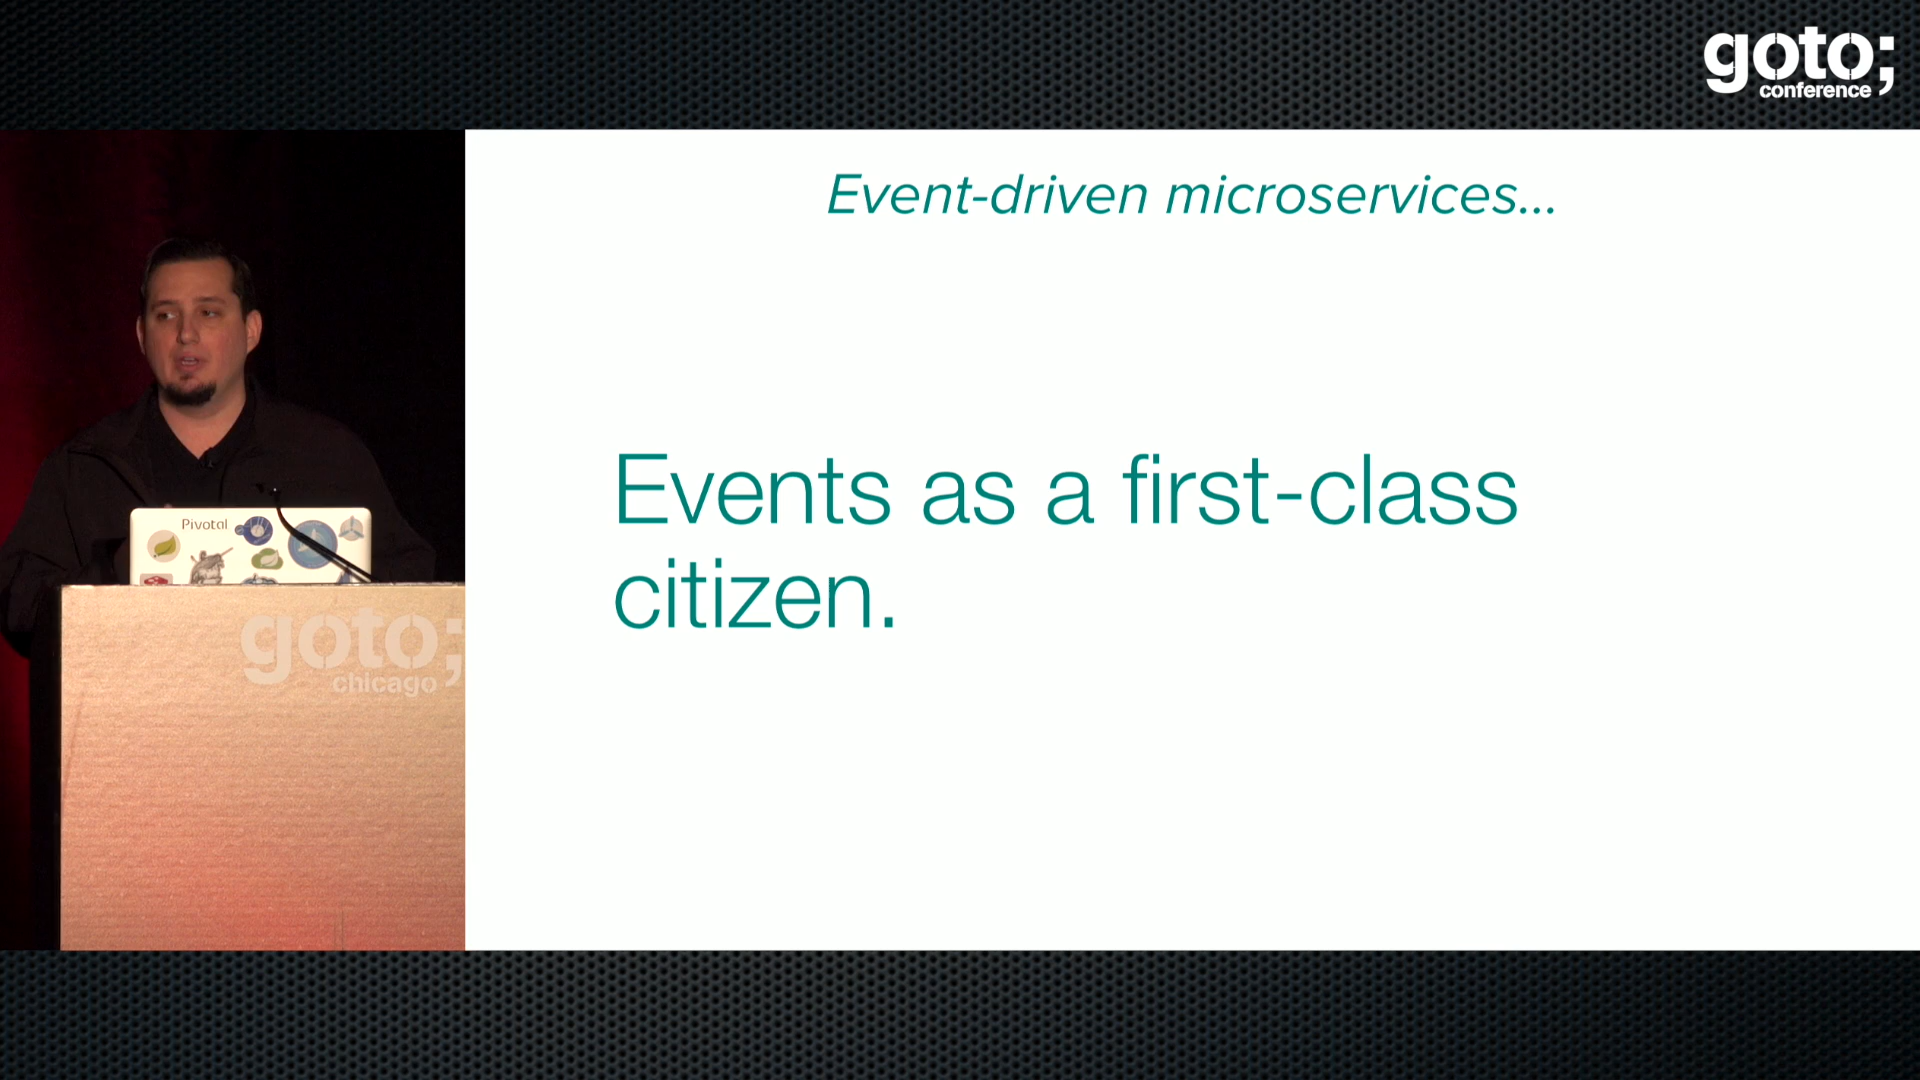 goto;
conference
Event-driven microservices...
Events as a first-class
citizen.
Pivotal
goto;
chicago